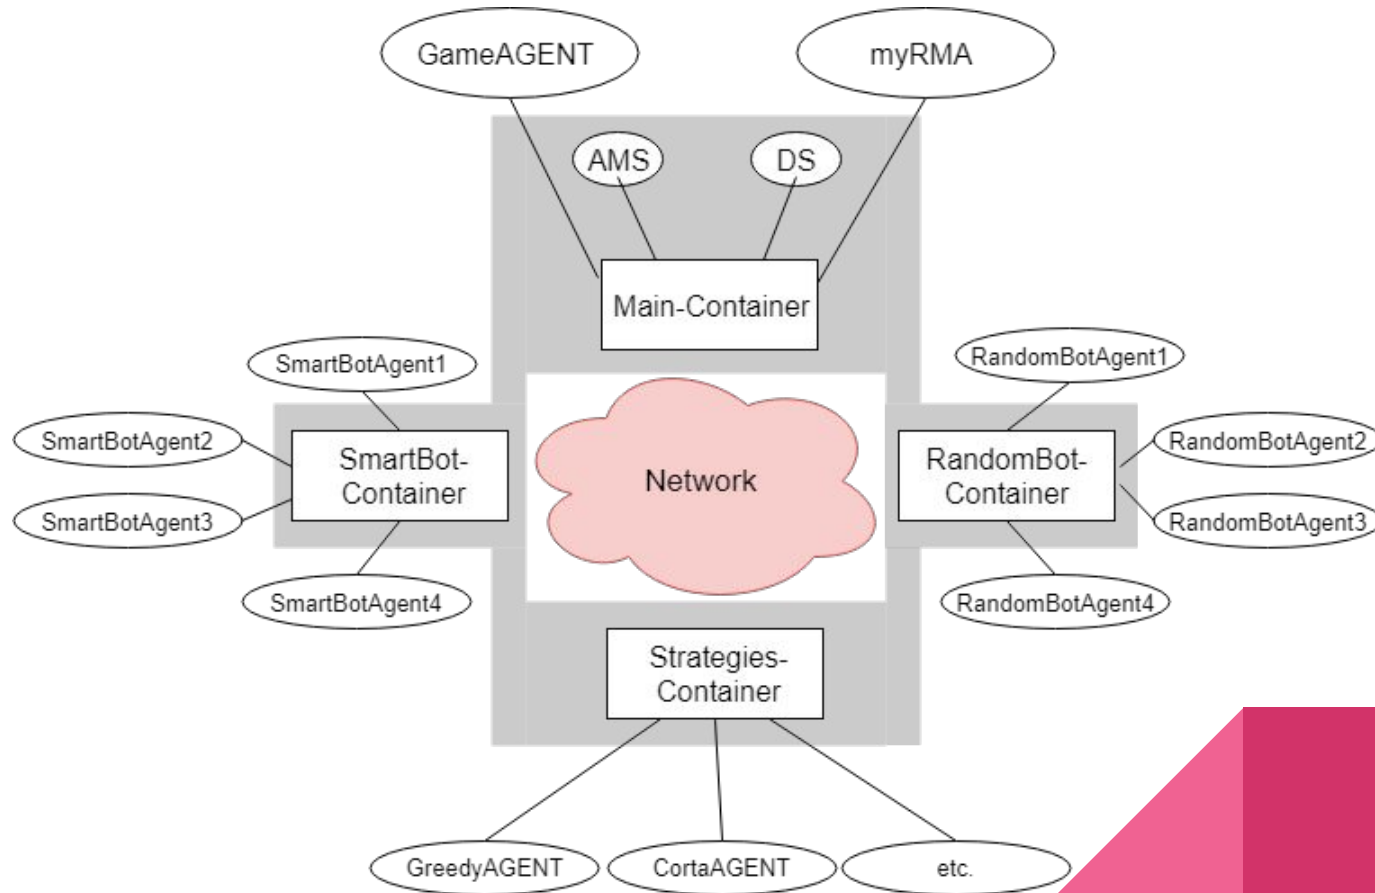 GameAGENT
myRMA
AMS
DS
Main-Container
SmartBotAgent1
RandomBotAgent1
SmartBotAgent2
SmartBot-
Container
Network
RandomBot-
Container
RandomBotAgent2
SmartBotAgent3
RandomBotAgent3
SmartBotAgent4
RandomBotAgent4
Strategies-
Container
GreedyAGENT
CortaAGENT
etc.